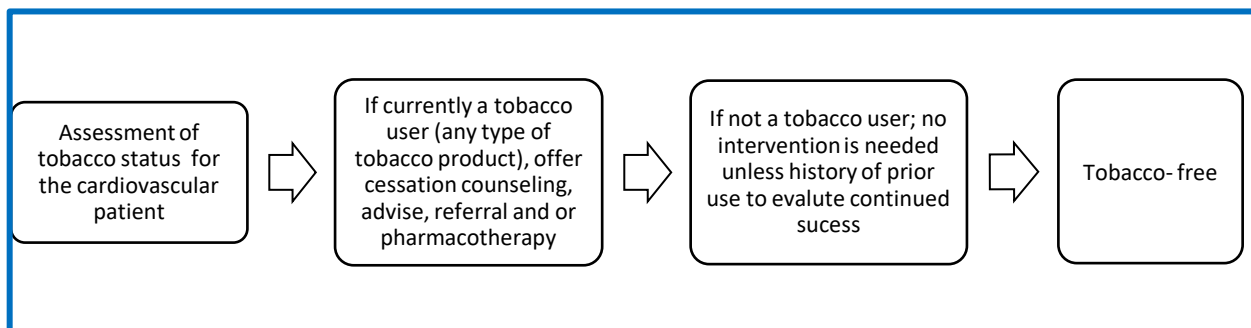 Assessment of
tobacco status for
the cardiovascular
patient
If currently a tobacco
user (any type of
tobacco product), offer
cessation counseling,
advise, referral and or
pharmacotherapy
If not a tobacco user; no
intervention is needed
unless history of prior
use to evalute continued
sucess
Tobacco- free